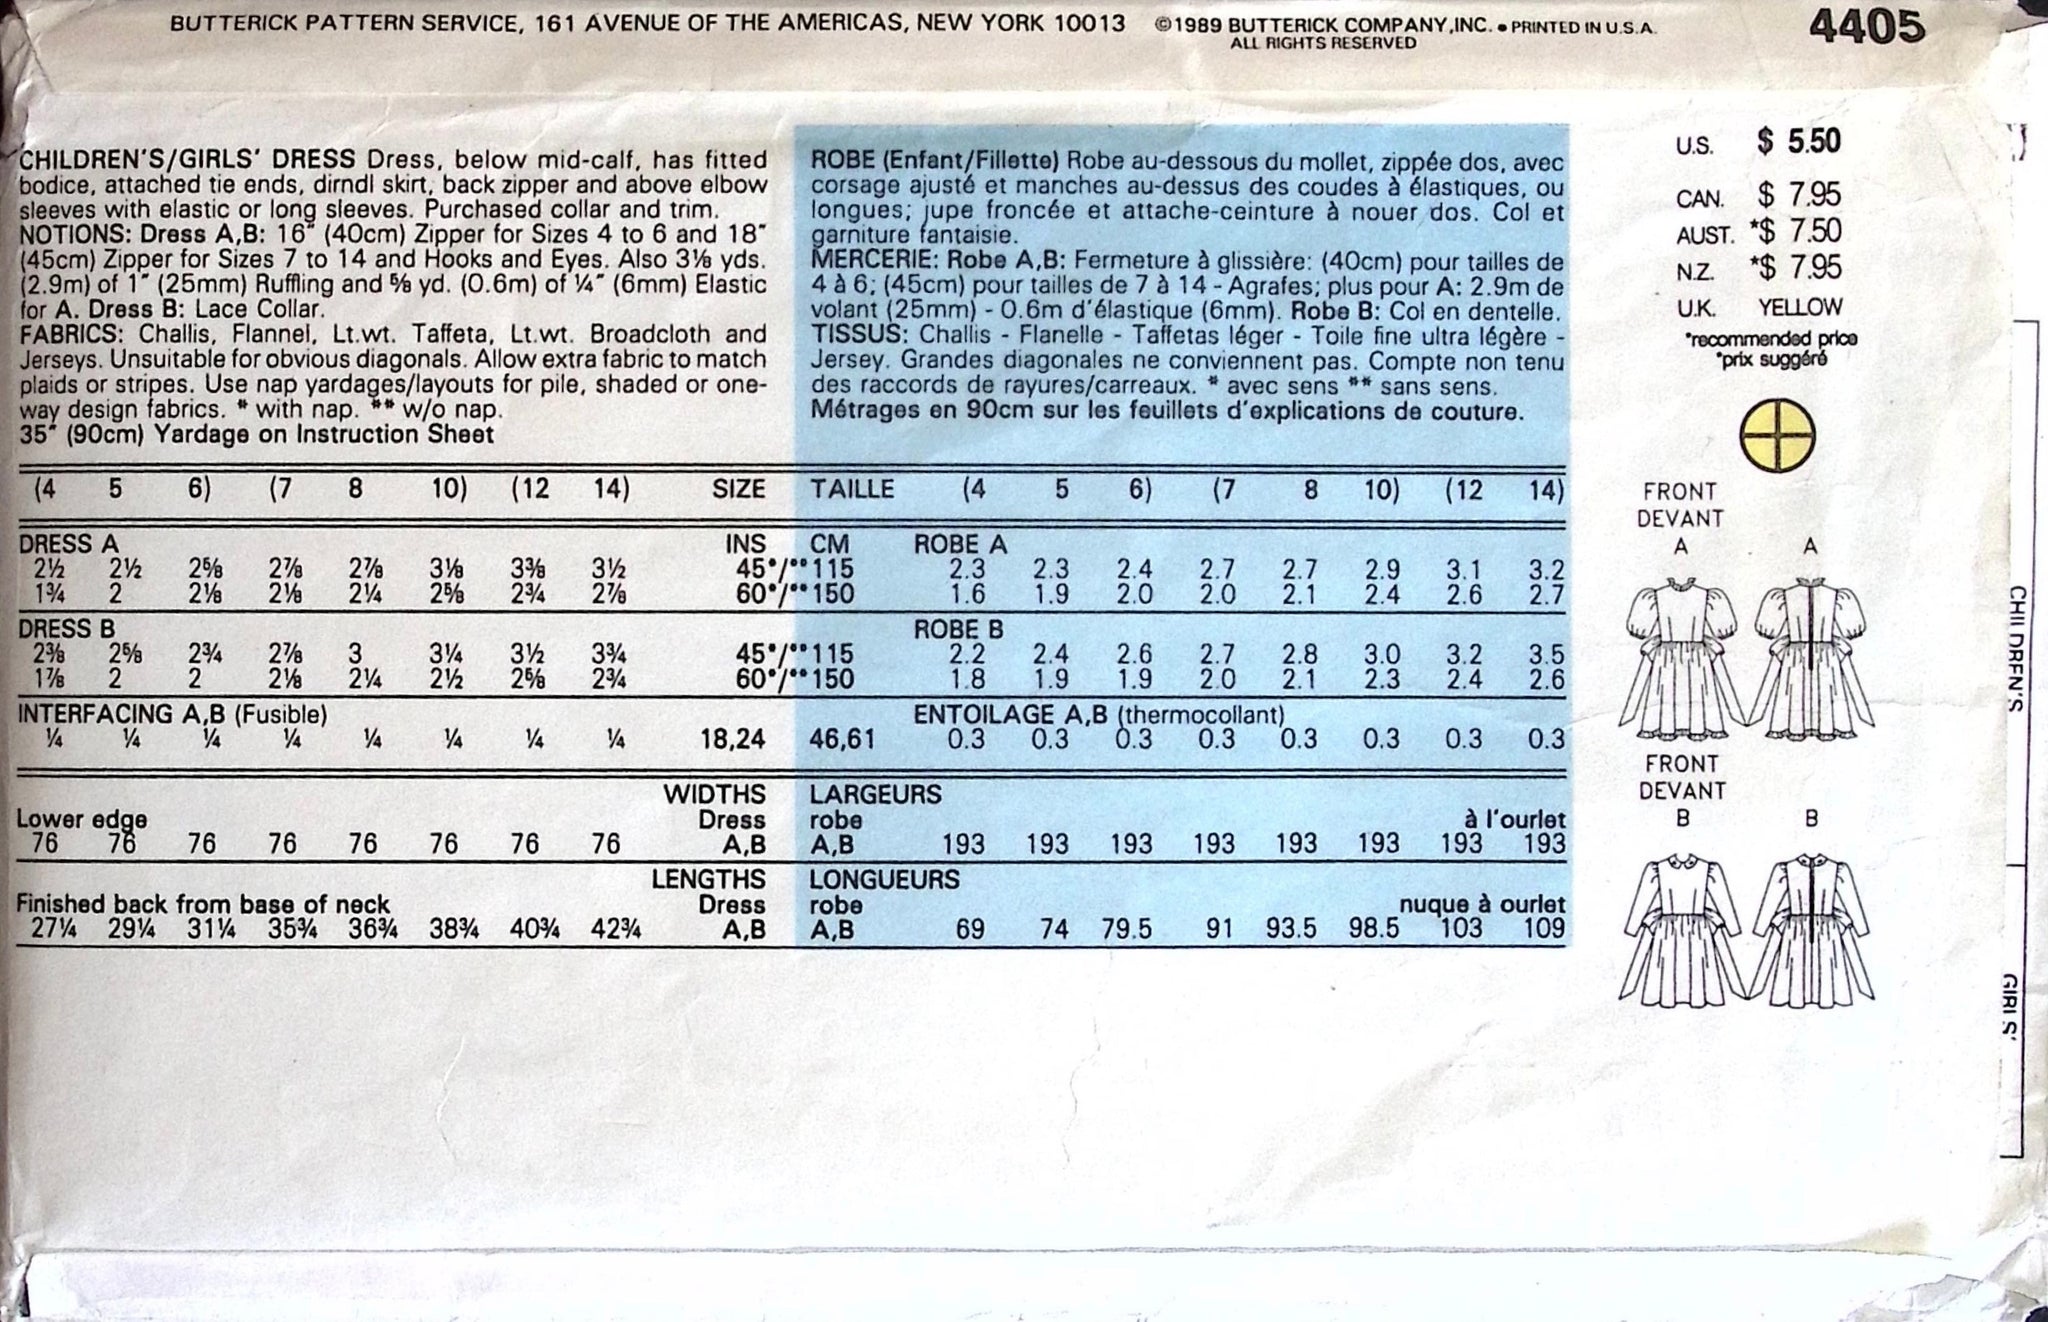 BUTTERICK PATTERN SERVICE, 161 AVENUE OF THE AMERICAS, NEW YORK 10013 ©1989 BUTTERICK COMPANY,INC. • PRINTED IN U.S.A.
ALL RIGHTS RESERVED
4405
CHILDREN'S/GIRLS' DRESS Dress, below mid-calf, has fitted
bodice, attached tie ends, dirndl skirt, back zipper and above elbow
sleeves with elastic or long sleeves. Purchased collar and trim.
NOTIONS: Dress A,B: 16" (40cm) Zipper for Sizes 4 to 6 and 18"
(45cm) Zipper for Sizes 7 to 14 and Hooks and Eyes. Also 3⅛ yds.
(2.9m) of 1" (25mm) Ruffling and ⅝ yd. (0.6m) of ¼" (6mm) Elastic
for A. Dress B: Lace Collar.
FABRICS: Challis, Flannel, Lt.wt. Taffeta, Lt.wt. Broadcloth and
Jerseys. Unsuitable for obvious diagonals. Allow extra fabric to match
plaids or stripes. Use nap yardages/layouts for pile, shaded or one-
way design fabrics. * with nap. ** w/o nap.
35" (90cm) Yardage on Instruction Sheet
ROBE (Enfant/Fillette) Robe au-dessous du mollet, zippée dos, avec
corsage ajusté et manches au-dessus des coudes à élastiques, ou
longues; jupe froncée et attache-ceinture à nouer dos. Col et
garniture fantaisie.
MERCERIE: Robe A,B: Fermeture à glissière: (40cm) pour tailles de
4 à 6; (45cm) pour tailles de 7 à 14 - Agrafes; plus pour A: 2.9m de
volant (25mm) - 0.6m d'élastique (6mm). Robe B: Col en dentelle.
TISSUS: Challis - Flanelle - Taffetas léger - Toile fine ultra légère -
Jersey. Grandes diagonales ne conviennent pas. Compte non tenu
des raccords de rayures/carreaux. * avec sens ** sans sens.
Métrages en 90cm sur les feuillets d'explications de couture.
(4 5 6) (7 8 10) (12 14) SIZE TAILLE (4 5 6) (7 8 10) (12 14)
DRESS A INS CM ROBE A
2½ 2½ 2⅝ 2⅞ 2⅞ 3⅛ 3⅜ 3½ 45*/**115 2.3 2.3 2.4 2.7 2.7 2.9 3.1 3.2
1¾ 2 2⅛ 2⅛ 2¼ 2⅝ 2¾ 2⅞ 60*/**150 1.6 1.9 2.0 2.0 2.1 2.4 2.6 2.7
DRESS B ROBE B
2⅜ 2⅝ 2¾ 2⅞ 3 3¼ 3½ 3¾ 45*/**115 2.2 2.4 2.6 2.7 2.8 3.0 3.2 3.5
1⅞ 2 2 2⅛ 2¼ 2½ 2⅝ 2¾ 60*/**150 1.8 1.9 1.9 2.0 2.1 2.3 2.4 2.6
INTERFACING A,B (Fusible) ENTOILAGE A,B (thermocollant)
¼ ¼ ¼ ¼ ¼ ¼ ¼ ¼ 18,24 46,61 0.3 0.3 0.3 0.3 0.3 0.3 0.3 0.3
WIDTHS LARGEURS
Lower edge Dress robe à l'ourlet
76 76 76 76 76 76 76 76 A,B A,B 193 193 193 193 193 193 193 193
LENGTHS LONGUEURS
Finished back from base of neck Dress robe nuque à ourlet
27¼ 29¼ 31¼ 35¾ 36¾ 38¾ 40¾ 42¾ A,B A,B 69 74 79.5 91 93.5 98.5 103 109
U.S. $ 5.50
CAN. $ 7.95
AUST. *$ 7.50
N.Z. *$ 7.95
U.K. YELLOW
*recommended price
*prix suggéré
FRONT
DEVANT
A A
FRONT
DEVANT
B B
CHILDREN'S
GIRLS'